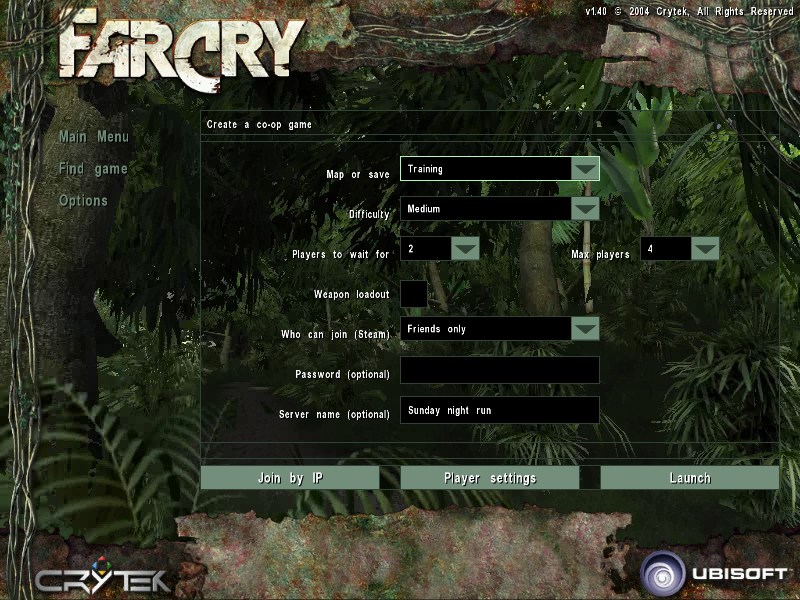 v1.40 © 2004 Crytek, All Rights Reserved
FARCRY
Create a co-op game
Main Menu
Find game
Options
Map or save Training
Difficulty Medium
Players to wait for 2 Max players 4
Weapon loadout
Who can join (Steam) Friends only
Password (optional)
Server name (optional) Sunday night run
Join by IP Player settings Launch
CRYTEK UBISOFT